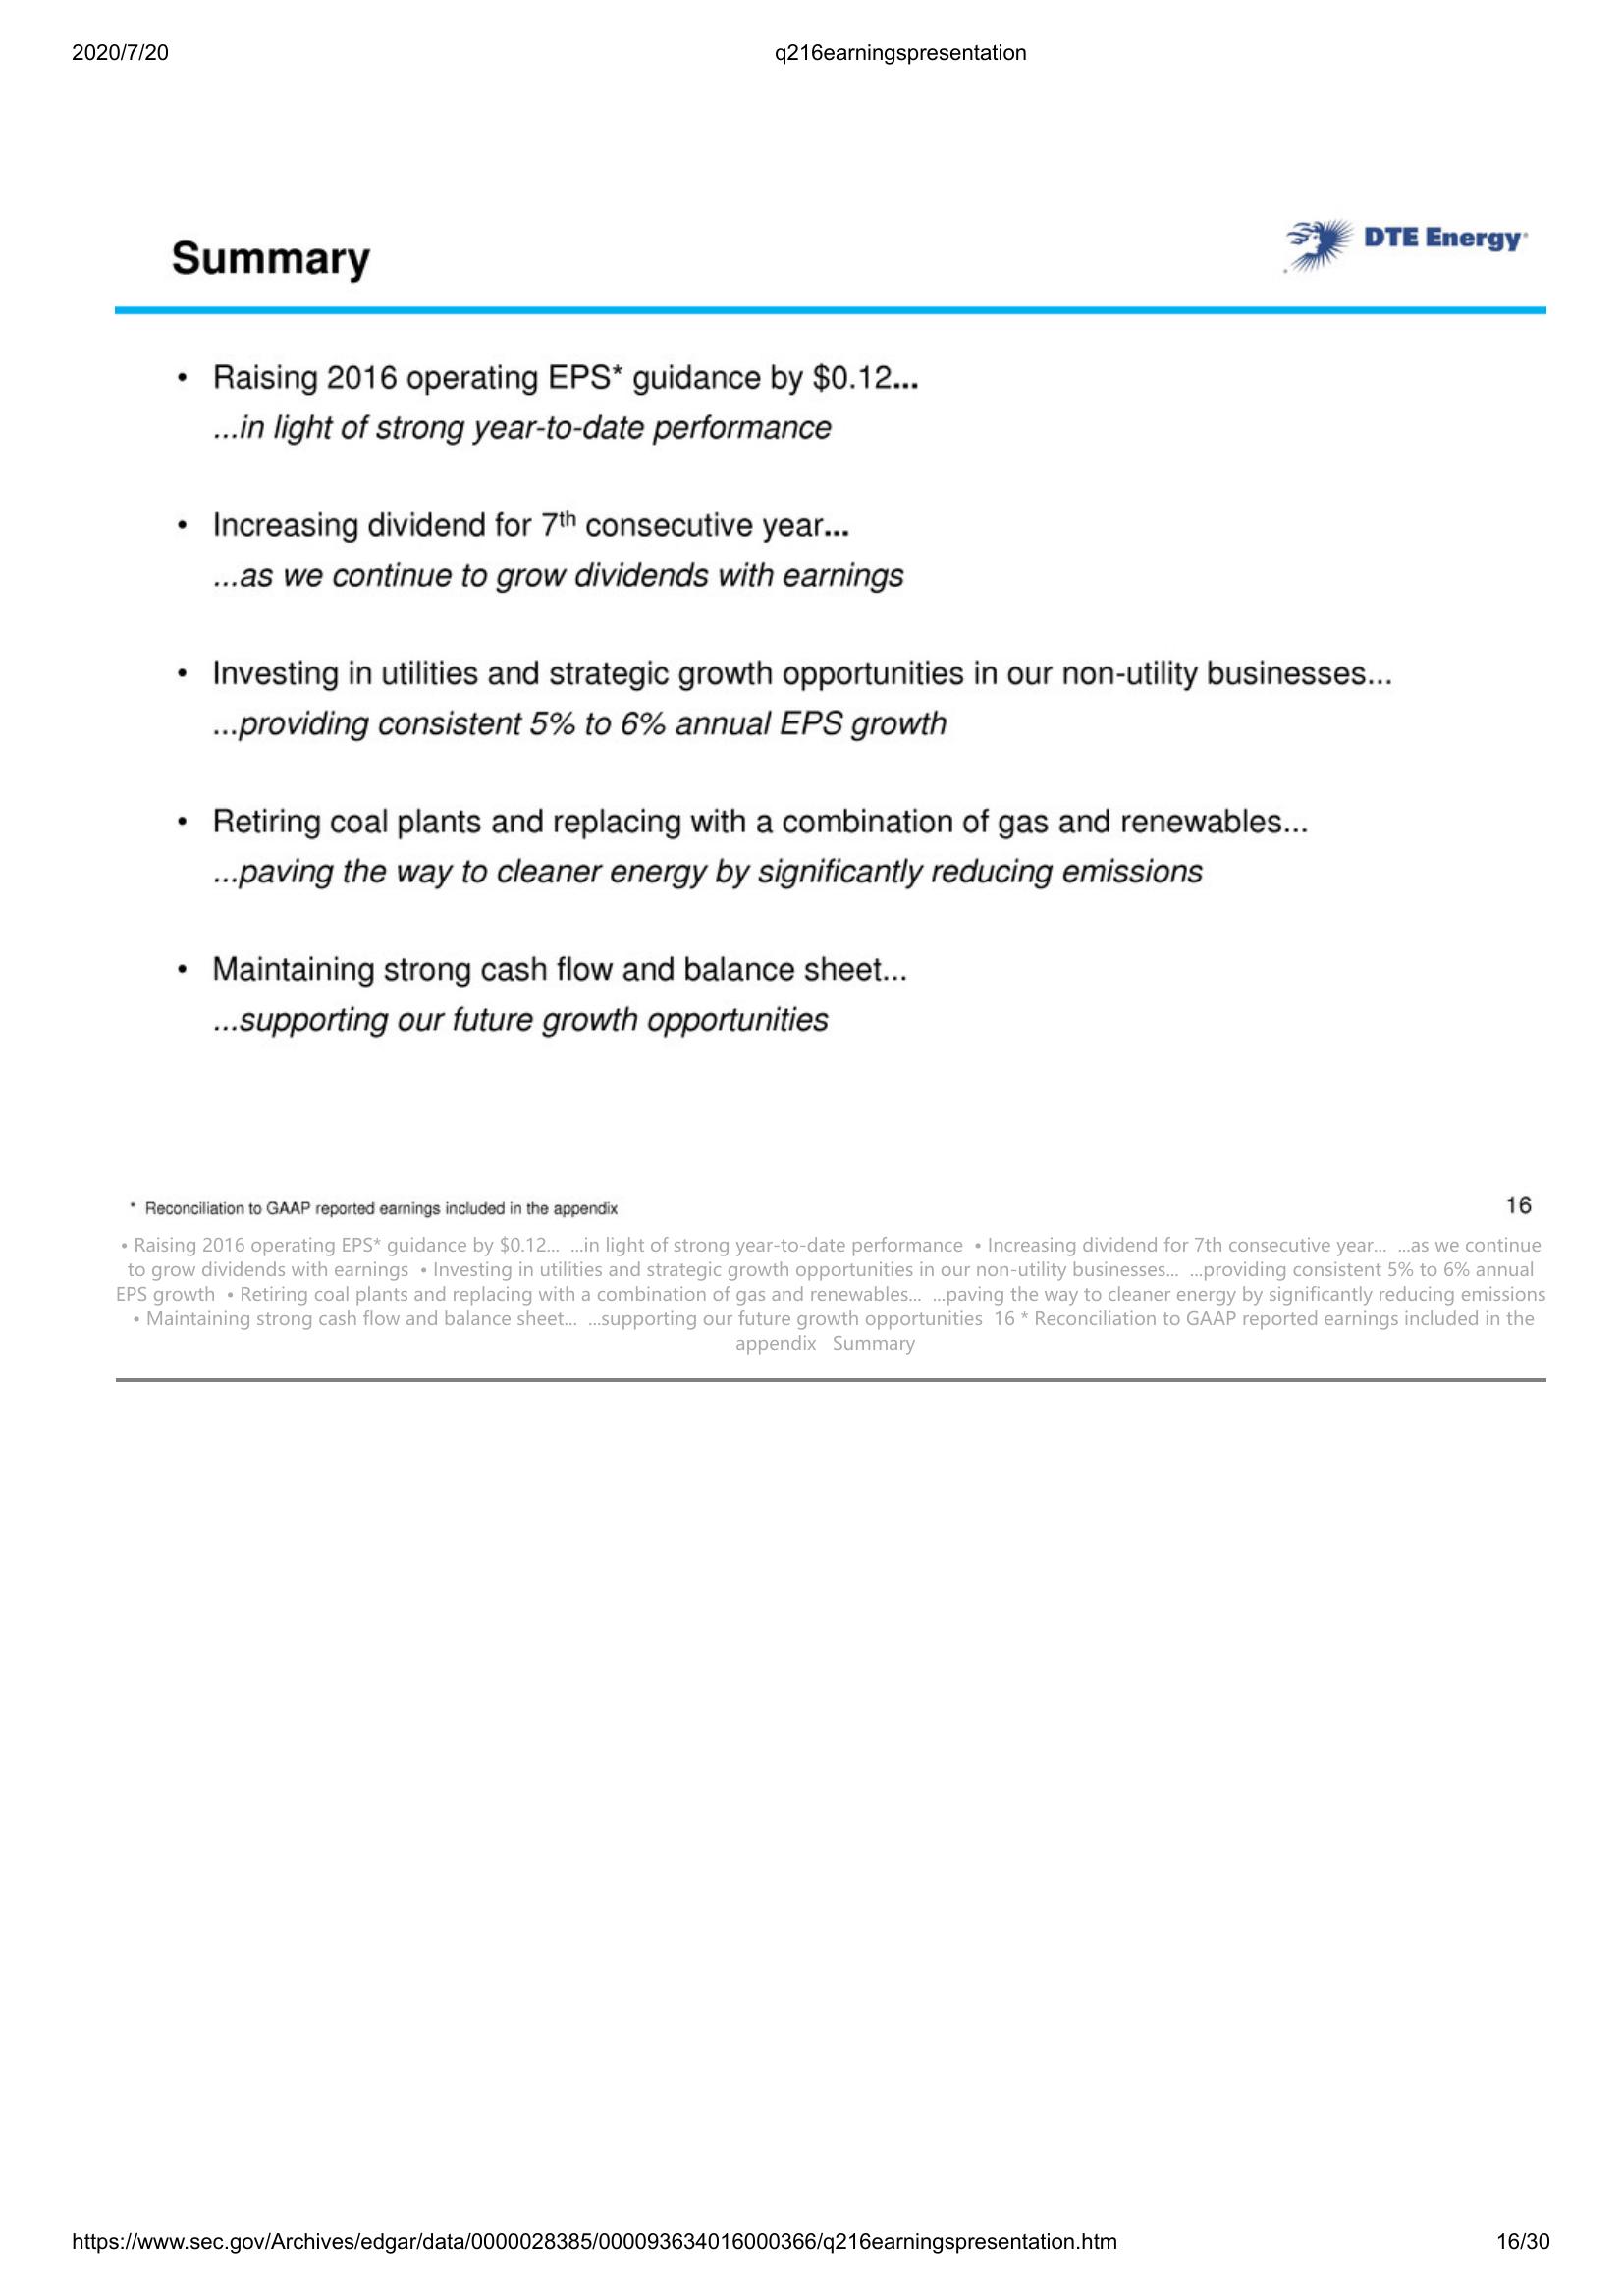 2020/7/20 q216earningspresentation
Summary
DTE Energy®
• Raising 2016 operating EPS* guidance by $0.12...
...in light of strong year-to-date performance
• Increasing dividend for 7th consecutive year...
...as we continue to grow dividends with earnings
• Investing in utilities and strategic growth opportunities in our non-utility businesses...
...providing consistent 5% to 6% annual EPS growth
• Retiring coal plants and replacing with a combination of gas and renewables...
...paving the way to cleaner energy by significantly reducing emissions
• Maintaining strong cash flow and balance sheet...
...supporting our future growth opportunities
* Reconciliation to GAAP reported earnings included in the appendix 16
• Raising 2016 operating EPS* guidance by $0.12... ...in light of strong year-to-date performance • Increasing dividend for 7th consecutive year... ...as we continue
to grow dividends with earnings • Investing in utilities and strategic growth opportunities in our non-utility businesses... ...providing consistent 5% to 6% annual
EPS growth • Retiring coal plants and replacing with a combination of gas and renewables... ...paving the way to cleaner energy by significantly reducing emissions
• Maintaining strong cash flow and balance sheet... ...supporting our future growth opportunities 16 * Reconciliation to GAAP reported earnings included in the
appendix Summary
https://www.sec.gov/Archives/edgar/data/0000028385/000093634016000366/q216earningspresentation.htm 16/30